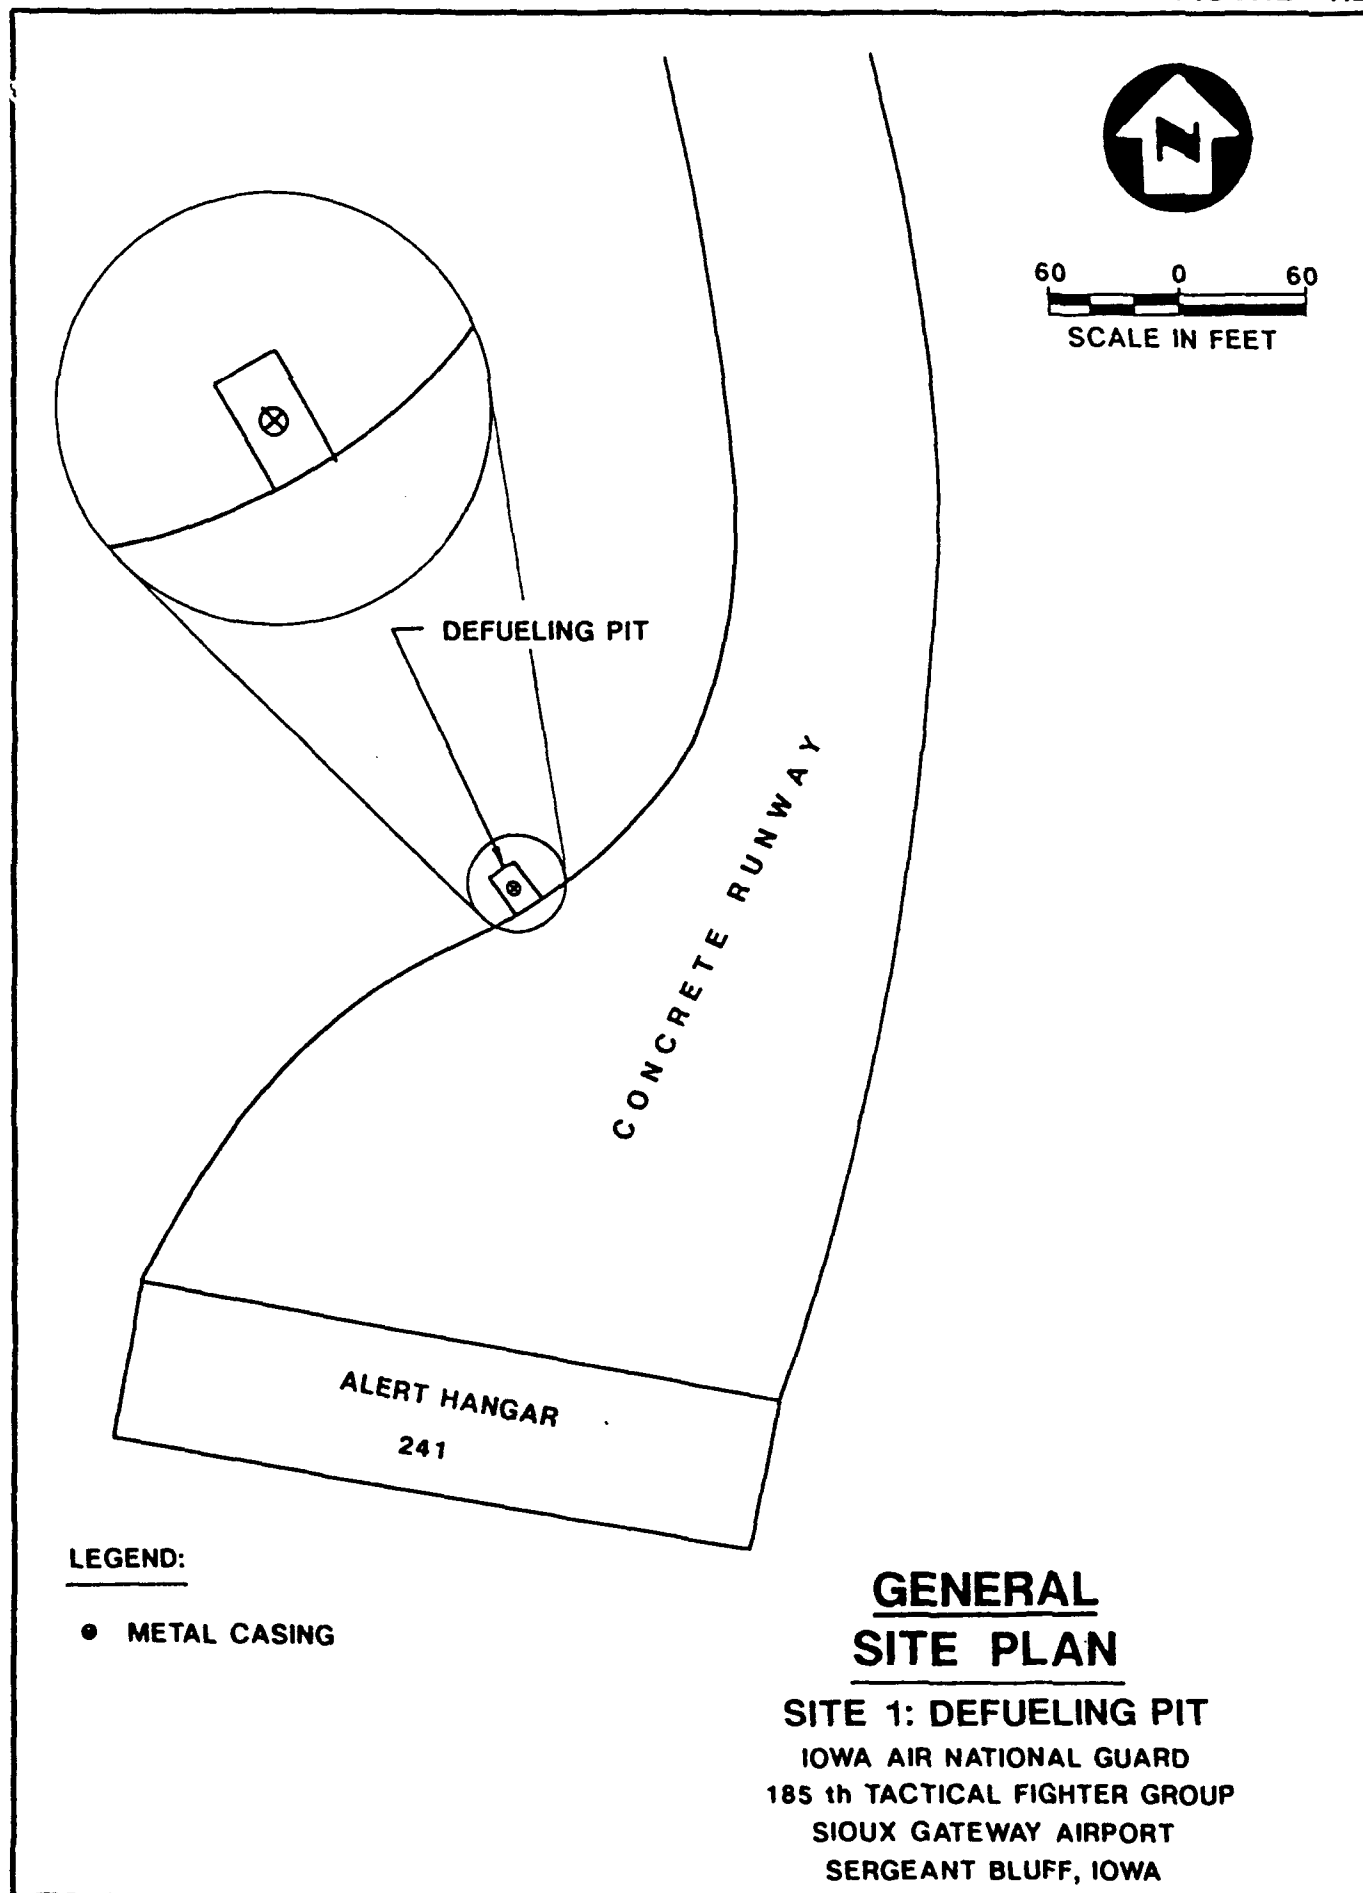 N
60 0 60
SCALE IN FEET
DEFUELING PIT
CONCRETE RUNWAY
ALERT HANGAR
241
LEGEND:
METAL CASING
GENERAL
SITE PLAN
SITE 1: DEFUELING PIT
IOWA AIR NATIONAL GUARD
185 th TACTICAL FIGHTER GROUP
SIOUX GATEWAY AIRPORT
SERGEANT BLUFF, IOWA